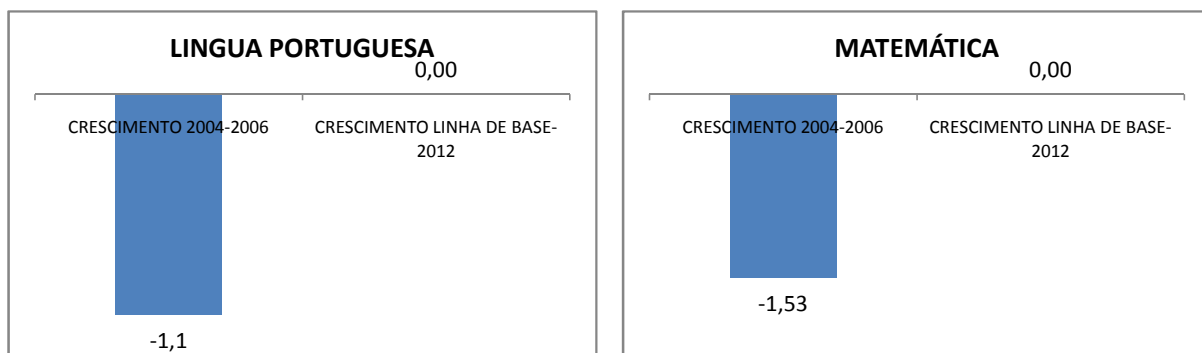 LINGUA PORTUGUESA
0,00
CRESCIMENTO 2004-2006
CRESCIMENTO LINHA DE BASE-
2012
-1,1
MATEMÁTICA
0,00
CRESCIMENTO 2004-2006
CRESCIMENTO LINHA DE BASE-
2012
-1,53